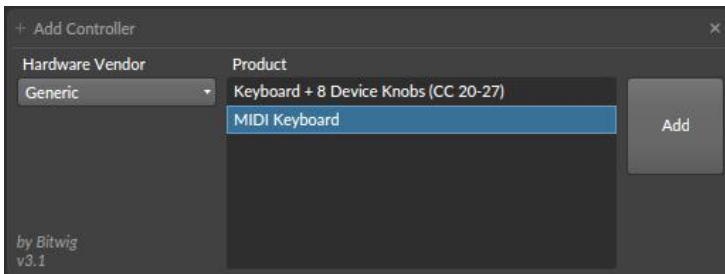 + Add Controller ×
Hardware Vendor
Product
Generic
Keyboard + 8 Device Knobs (CC 20-27)
MIDI Keyboard
Add
by Bitwig
v3.1